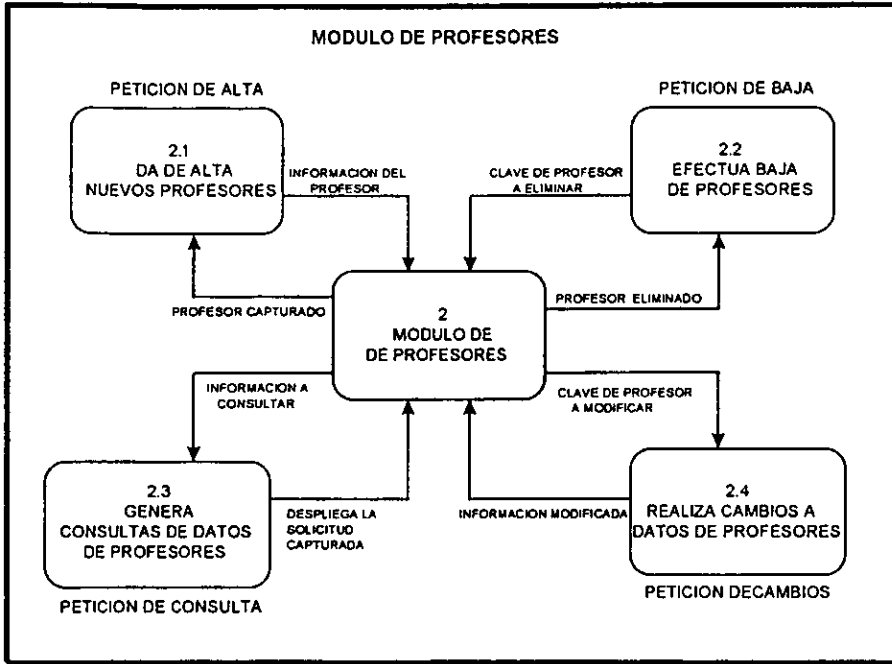 MODULO DE PROFESORES
PETICION DE ALTA
2.1
DA DE ALTA
NUEVOS PROFESORES
INFORMACION DEL
PROFESOR
PETICION DE BAJA
2.2
EFECTUA BAJA
DE PROFESORES
CLAVE DE PROFESOR
A ELIMINAR
PROFESOR CAPTURADO
2
MODULO DE
DE PROFESORES
PROFESOR ELIMINADO
INFORMACION A
CONSULTAR
CLAVE DE PROFESOR
A MODIFICAR
2.3
GENERA
CONSULTAS DE DATOS
DE PROFESORES
PETICION DE CONSULTA
DESPLIEGA LA
SOLICITUD
CAPTURADA
INFORMACION MODIFICADA
2.4
REALIZA CAMBIOS A
DATOS DE PROFESORES
PETICION DECAMBIOS